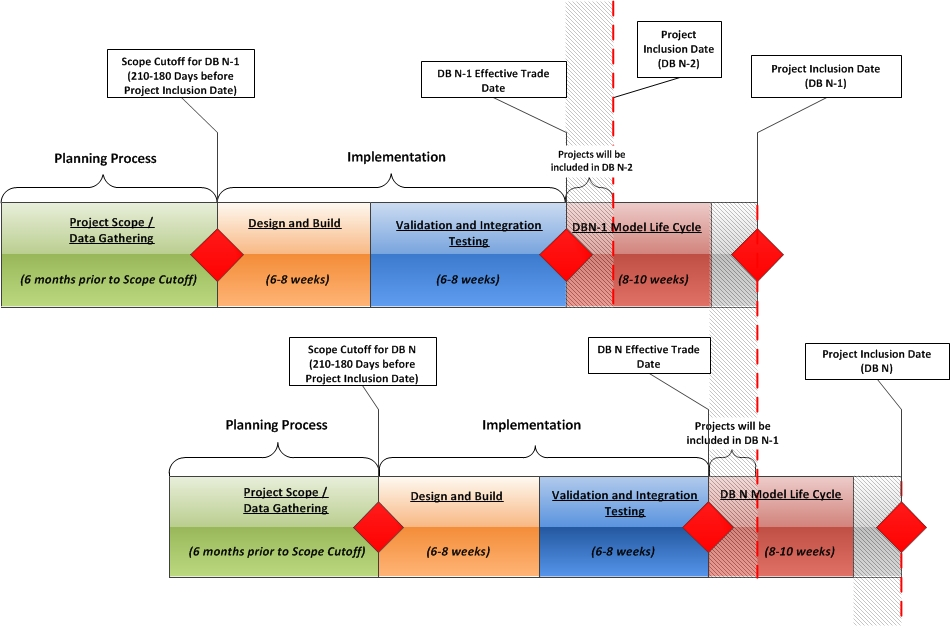 Scope Cutoff for DB N-1
(210-180 Days before
Project Inclusion Date)
DB N-1 Effective Trade
Date
Project
Inclusion Date
(DB N-2)
Project Inclusion Date
(DB N-1)
Planning Process
Implementation
Projects will be
included in DB N-2
Project Scope /
Data Gathering
(6 months prior to Scope Cutoff)
Design and Build
(6-8 weeks)
Validation and Integration
Testing
(6-8 weeks)
DBN-1 Model Life Cycle
(8-10 weeks)
Scope Cutoff for DB N
(210-180 Days before
Project Inclusion Date)
DB N Effective Trade
Date
Project Inclusion Date
(DB N)
Planning Process
Implementation
Projects will be
included in DB N-1
Project Scope /
Data Gathering
(6 months prior to Scope Cutoff)
Design and Build
(6-8 weeks)
Validation and Integration
Testing
(6-8 weeks)
DB N Model Life Cycle
(8-10 weeks)